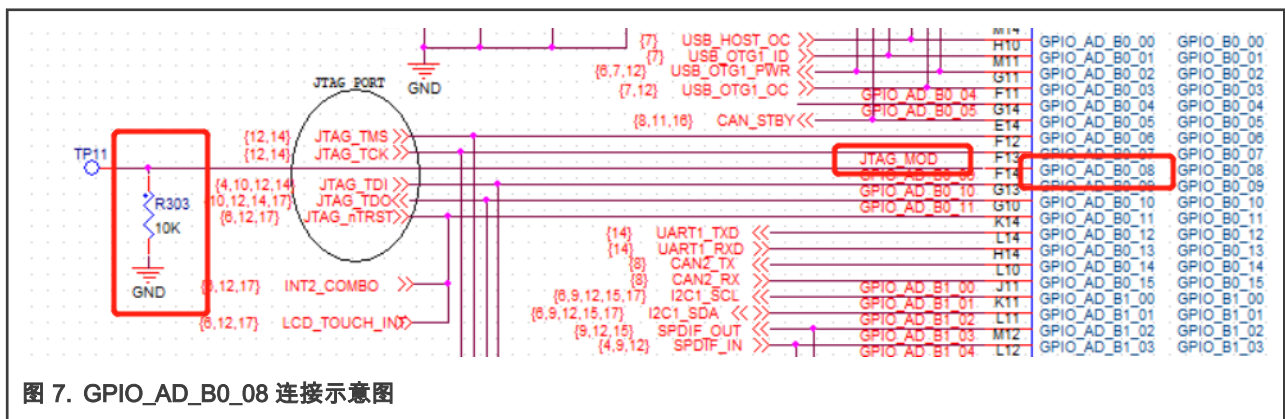 M14
{7} USB_HOST_OC H10 GPIO_AD_B0_00 GPIO_B0_00
{7} USB_OTG1_ID M11 GPIO_AD_B0_01 GPIO_B0_01
{6,7,12} USB_OTG1_PWR G11 GPIO_AD_B0_02 GPIO_B0_02
{7,12} USB_OTG1_OC GPIO_AD_B0_04 F11 GPIO_AD_B0_03 GPIO_B0_03
GPIO_AD_B0_05 G14 GPIO_AD_B0_04 GPIO_B0_04
{8,11,16} CAN_STBY E14 GPIO_AD_B0_05 GPIO_B0_05
JTAG_PORT GND
{12,14} JTAG_TMS F12 GPIO_AD_B0_06 GPIO_B0_06
{12,14} JTAG_TCK F13 GPIO_AD_B0_07 GPIO_B0_07
TP11 JTAG_MOD F14 GPIO_AD_B0_08 GPIO_B0_08
{4,10,12,14 JTAG_TDI G13 GPIO_AD_B0_09 GPIO_B0_09
10,12,14,17} JTAG_TDO GPIO_AD_B0_10 G10 GPIO_AD_B0_10 GPIO_B0_10
{6,12,17} JTAG_nTRST GPIO_AD_B0_11 K14 GPIO_AD_B0_11 GPIO_B0_11
R303
10K
GND
{14} UART1_TXD L14 GPIO_AD_B0_12 GPIO_B0_12
{14} UART1_RXD H14 GPIO_AD_B0_13 GPIO_B0_13
{8} CAN2_TX L10 GPIO_AD_B0_14 GPIO_B0_14
{8} CAN2_RX GPIO_AD_B1_00 J11 GPIO_AD_B0_15 GPIO_B0_15
,12,17} INT2_COMBO
{6,9,12,15,17} I2C1_SCL GPIO_AD_B1_01 K11 GPIO_AD_B1_00 GPIO_B1_00
{6,9,12,15,17} I2C1_SDA GPIO_AD_B1_02 L11 GPIO_AD_B1_01 GPIO_B1_01
{6,12,17} LCD_TOUCH_INT
{9,12,15} SPDIF_OUT GPIO_AD_B1_03 M12 GPIO_AD_B1_02 GPIO_B1_02
{4,9,12} SPDIF_IN GPIO_AD_B1_04 L12 GPIO_AD_B1_03 GPIO_B1_03
图 7. GPIO_AD_B0_08 连接示意图